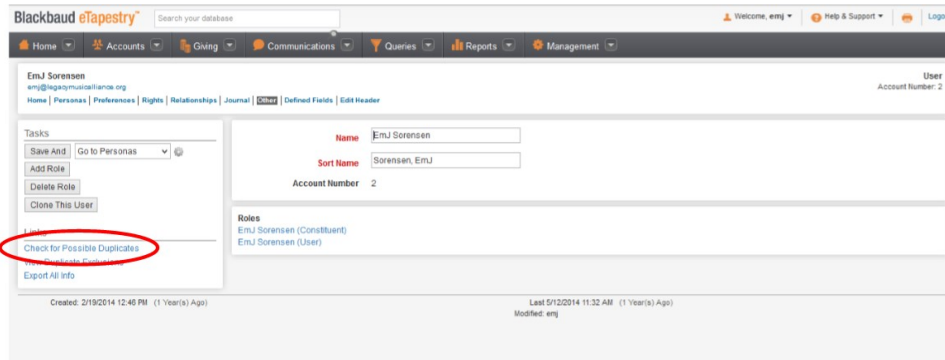 Blackbaud eTapestry™ Search your database Welcome, emj Help & Support Logo
Home Accounts Giving Communications Queries Reports Management
EmJ Sorensen User
emj@legacymusicalliance.org Account Number: 2
Home | Personas | Preferences | Rights | Relationships | Journal | Other | Defined Fields | Edit Header
Tasks
Save And Go to Personas
Add Role
Delete Role
Clone This User
Links
Check for Possible Duplicates
View Duplicate Exclusions
Export All Info
Name EmJ Sorensen
Sort Name Sorensen, EmJ
Account Number 2
Roles
EmJ Sorensen (Constituent)
EmJ Sorensen (User)
Created: 2/19/2014 12:46 PM (1 Year(s) Ago) Last 5/12/2014 11:32 AM (1 Year(s) Ago)
Modified: emj